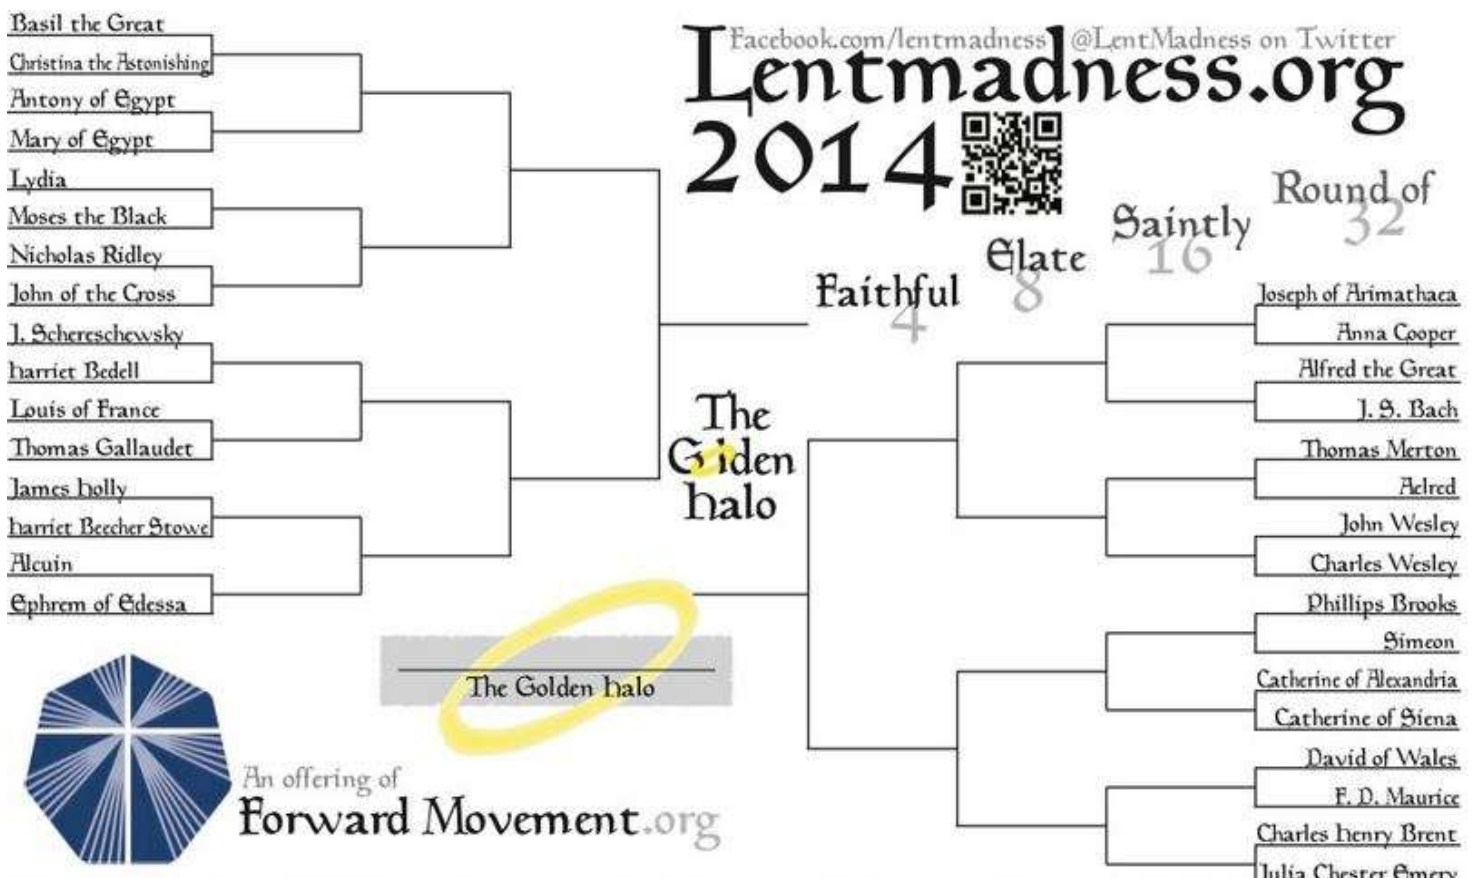 Basil the Great
Christina the Astonishing
Antony of Egypt
Mary of Egypt
Lydia
Moses the Black
Nicholas Ridley
John of the Cross
J. Schereschewsky
Harriet Bedell
Louis of France
Thomas Gallaudet
James Holly
Harriet Beecher Stowe
Alcuin
Ephrem of Edessa
Facebook.com/lentmadness | @LentMadness on Twitter
Lentmadness.org
2014
Round of
32
Saintly
16
Elate
8
Faithful
4
The
Golden
Halo
Joseph of Arimathaea
Anna Cooper
Alfred the Great
J. S. Bach
Thomas Merton
Aelred
John Wesley
Charles Wesley
Phillips Brooks
Simeon
Catherine of Alexandria
Catherine of Siena
David of Wales
F. D. Maurice
Charles Henry Brent
Julia Chester Emery
The Golden Halo
An offering of
Forward Movement.org